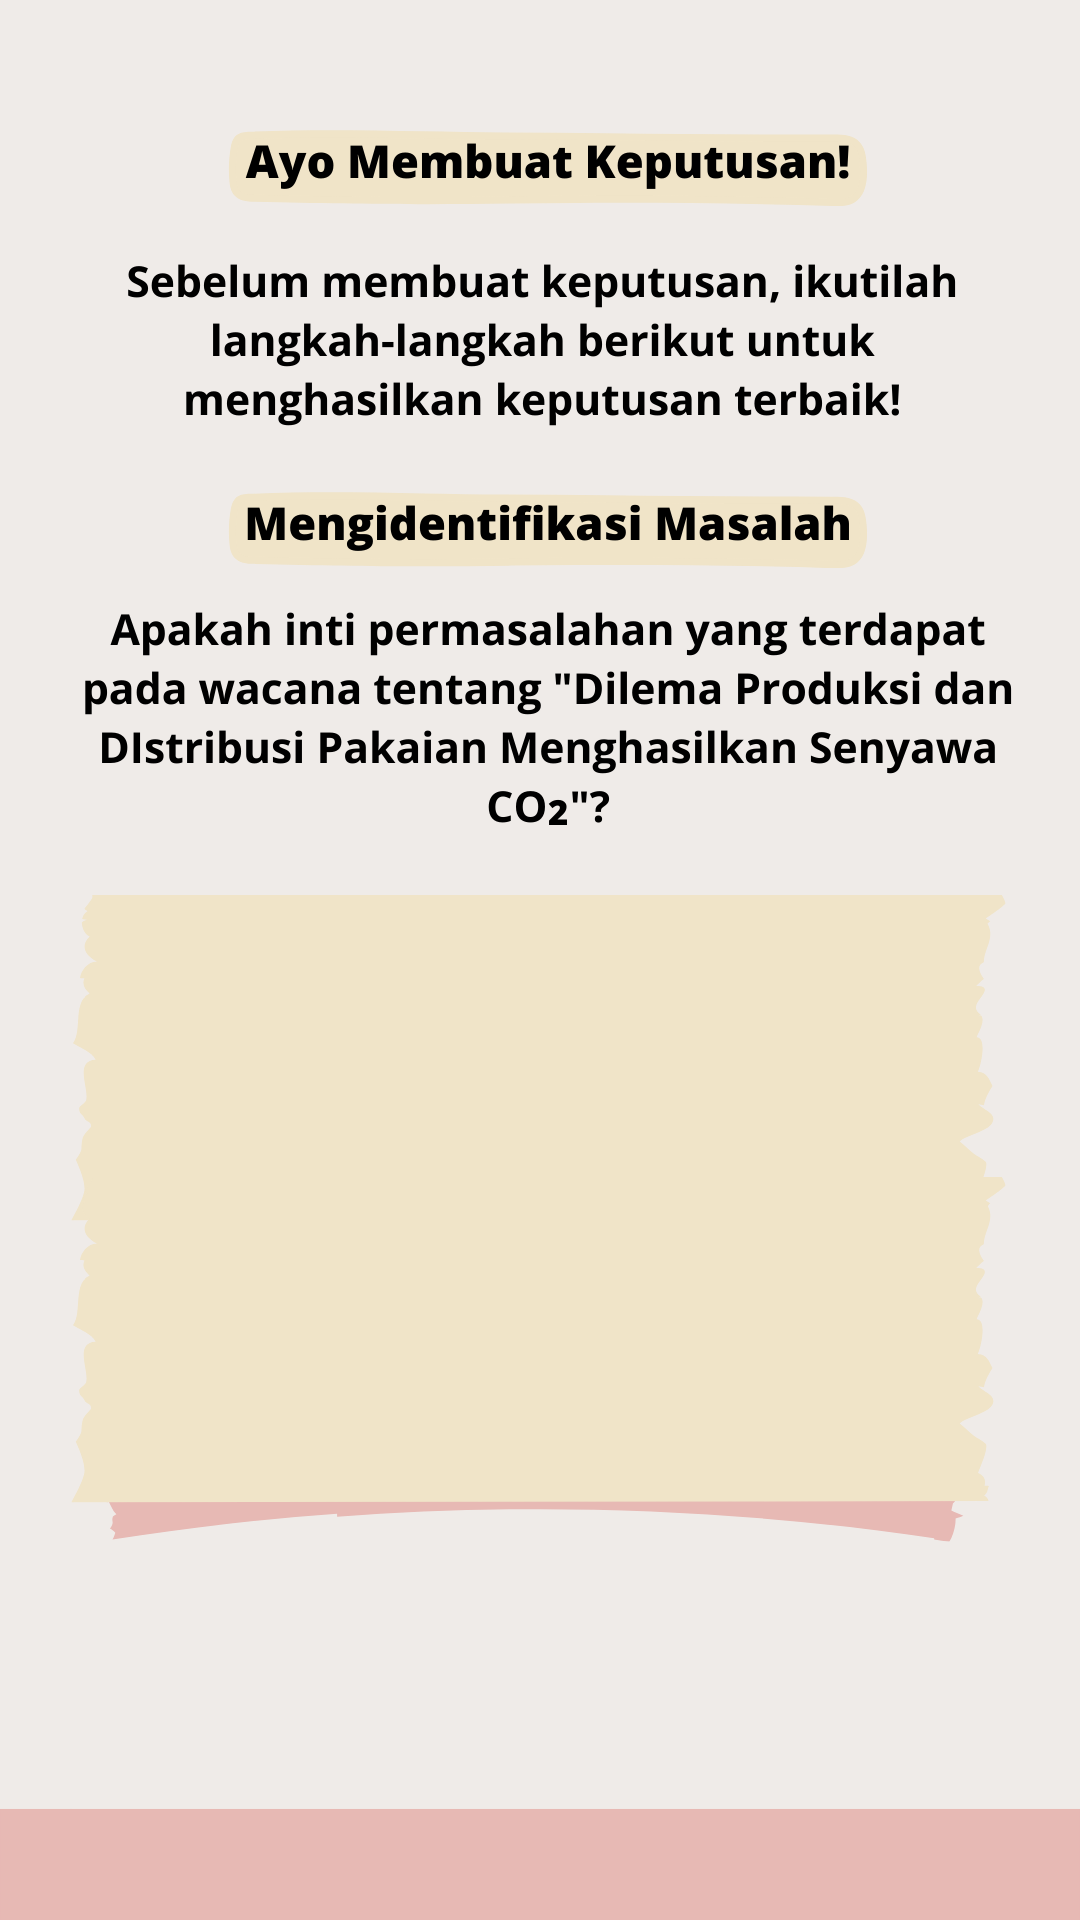 Ayo Membuat Keputusan!
Sebelum membuat keputusan, ikutilah
langkah-langkah berikut untuk
menghasilkan keputusan terbaik!
Mengidentifikasi Masalah
Apakah inti permasalahan yang terdapat
pada wacana tentang "Dilema Produksi dan
DIstribusi Pakaian Menghasilkan Senyawa
CO₂"?